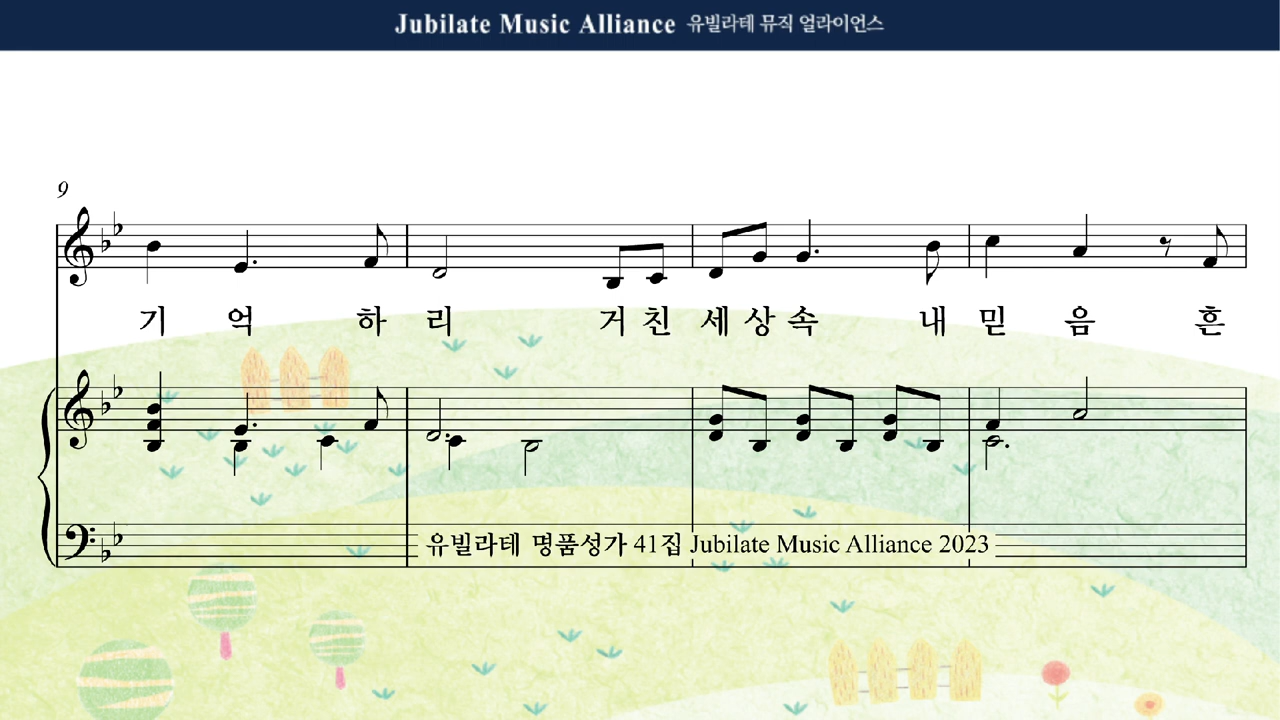 Jubilate Music Alliance 유빌라테 뮤직 얼라이언스
9
기 억 하 리 거 친 세 상 속 내 믿 음 흔
유빌라테 명품성가 41집 Jubilate Music Alliance 2023